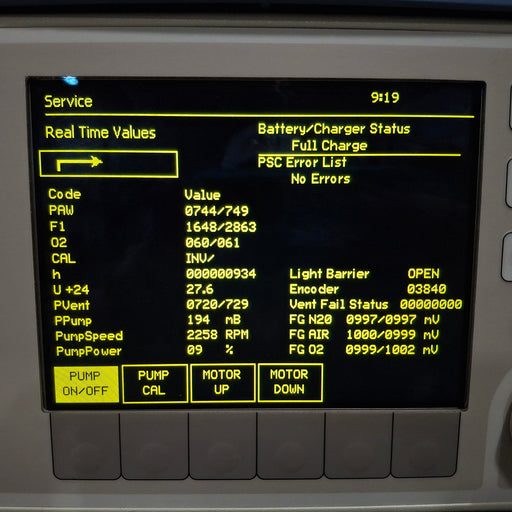 Service 9:19
Real Time Values
Battery/Charger Status
Full Charge
PSC Error List
No Errors
Code Value
PAW 0744/749
F1 1648/2863
O2 060/061
CAL INV/
h 000000934 Light Barrier OPEN
U +24 27.6 Encoder 03840
PVent 0720/729 Vent Fail Status 00000000
PPump 194 mB FG N2O 0997/0997 mV
PumpSpeed 2258 RPM FG AIR 1000/0999 mV
PumpPower 09 % FG O2 0999/1002 mV
PUMP ON/OFF
PUMP CAL
MOTOR UP
MOTOR DOWN